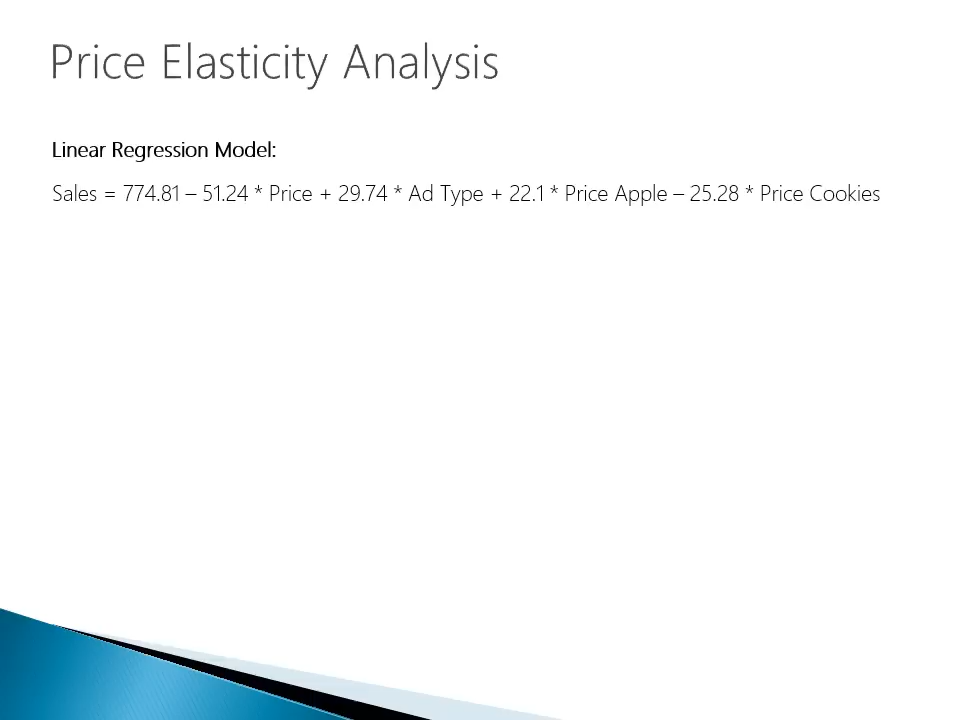 Price Elasticity Analysis
Linear Regression Model:
Sales = 774.81 – 51.24 * Price + 29.74 * Ad Type + 22.1 * Price Apple – 25.28 * Price Cookies